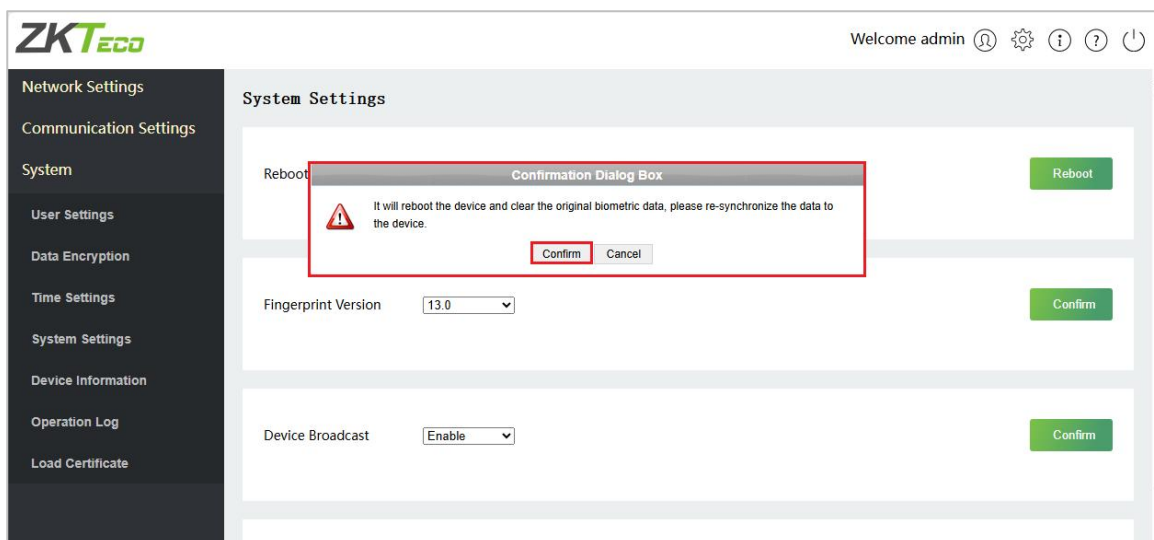 ZKTECO
Welcome admin
Network Settings
Communication Settings
System
User Settings
Data Encryption
Time Settings
System Settings
Device Information
Operation Log
Load Certificate
System Settings
Reboot
Reboot
Confirmation Dialog Box
It will reboot the device and clear the original biometric data, please re-synchronize the data to
the device.
Confirm Cancel
Fingerprint Version 13.0 Confirm
Device Broadcast Enable Confirm